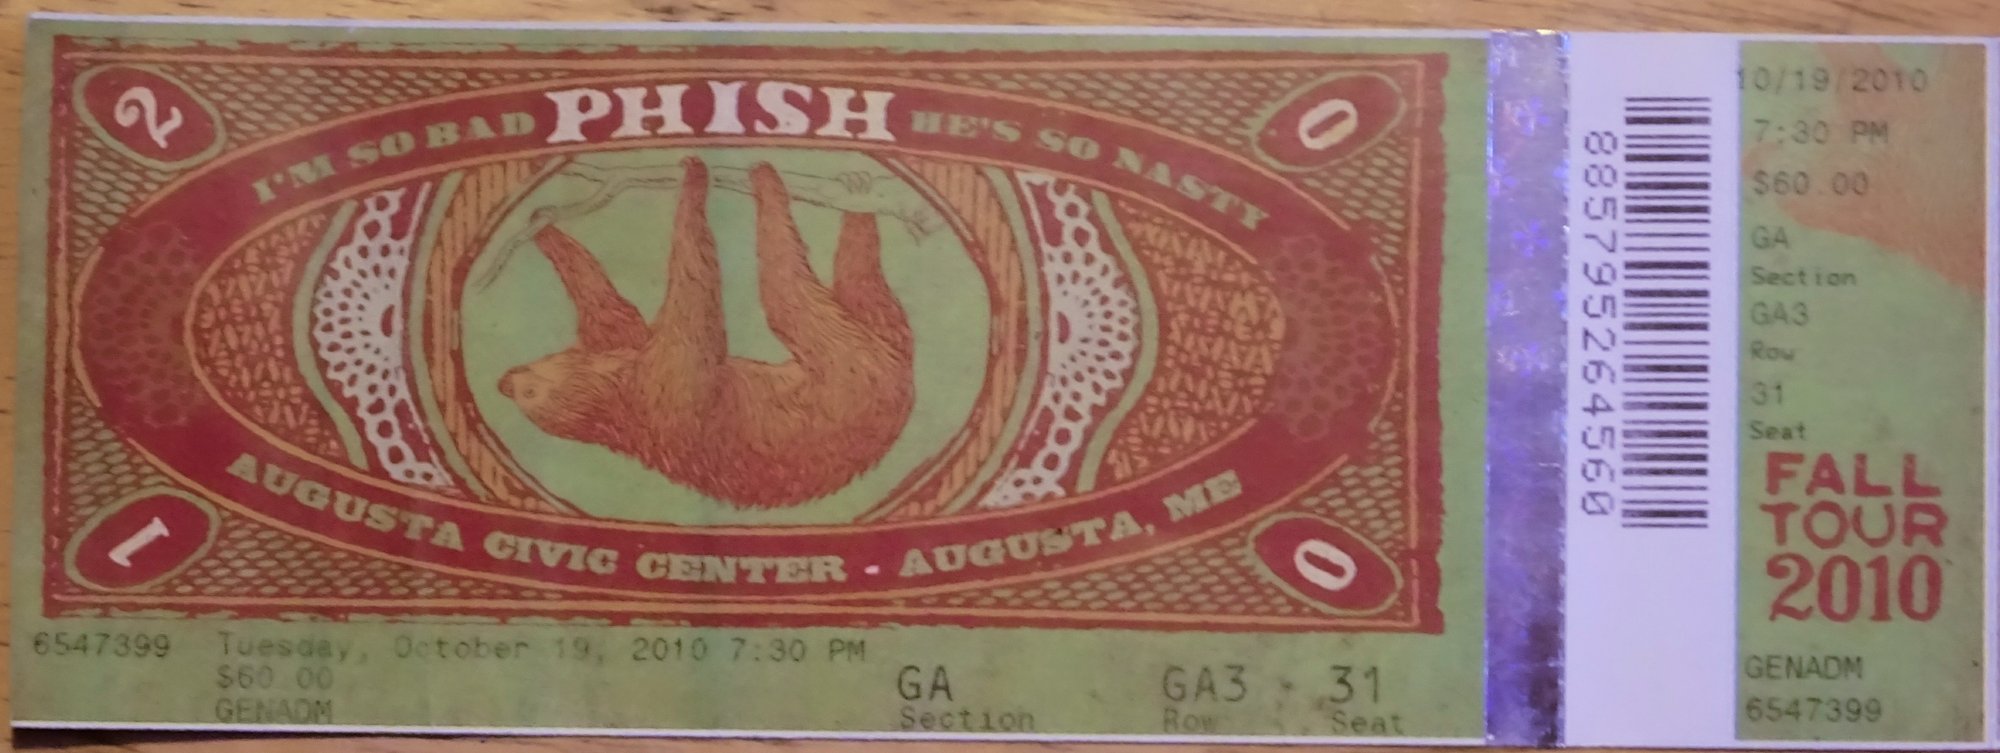 2
0
I'M SO BAD PHISH HE'S SO NASTY
AUGUSTA CIVIC CENTER - AUGUSTA, ME
1
0
6547399 Tuesday, October 19, 2010 7:30 PM
$60.00
GENADM
GA
Section
GA3
Row
31
Seat
885795264560
10/19/2010
7:30 PM
$60.00
GA
Section
GA3
Row
31
Seat
FALL
TOUR
2010
GENADM
6547399